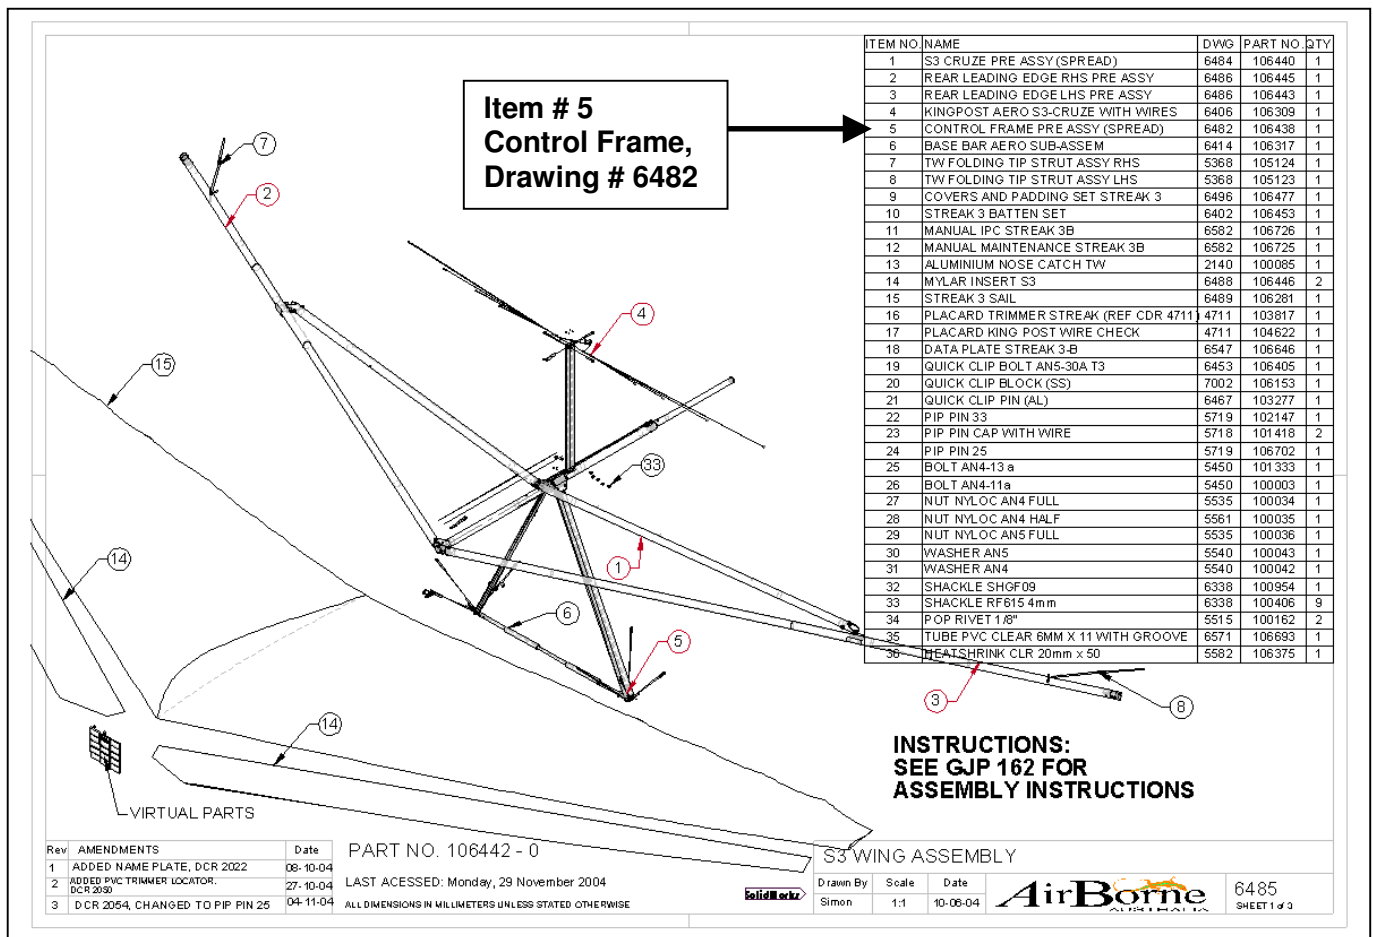 ITEM NO. NAME DWG PART NO. QTY
1 S3 CRUZE PRE ASSY (SPREAD) 6484 106440 1
2 REAR LEADING EDGE RHS PRE ASSY 6486 106445 1
3 REAR LEADING EDGE LHS PRE ASSY 6486 106443 1
4 KINGPOST AERO S3-CRUZE WITH WIRES 6406 106309 1
5 CONTROL FRAME PRE ASSY (SPREAD) 6482 106438 1
6 BASE BAR AERO SUB-ASSEM 6414 106317 1
7 TW FOLDING TIP STRUT ASSY RHS 5368 105124 1
8 TW FOLDING TIP STRUT ASSY LHS 5368 105123 1
9 COVERS AND PADDING SET STREAK 3 6496 106477 1
10 STREAK 3 BATTEN SET 6402 106453 1
11 MANUAL IPC STREAK 3B 6582 106726 1
12 MANUAL MAINTENANCE STREAK 3B 6582 106725 1
13 ALUMINIUM NOSE CATCH TW 2140 100085 1
14 MYLAR INSERT S3 6488 106446 2
15 STREAK 3 SAIL 6489 106281 1
16 PLACARD TRIMMER STREAK (REF CDR 4711) 4711 103817 1
17 PLACARD KING POST WIRE CHECK 4711 104622 1
18 DATA PLATE STREAK 3-B 6547 106646 1
19 QUICK CLIP BOLT AN5-30A T3 6453 106405 1
20 QUICK CLIP BLOCK (SS) 7002 106153 1
21 QUICK CLIP PIN (AL) 6467 103277 1
22 PIP PIN 33 5719 102147 1
23 PIP PIN CAP WITH WIRE 5718 101418 2
24 PIP PIN 25 5719 106702 1
25 BOLT AN4-13 a 5450 101333 1
26 BOLT AN4-11a 5450 100003 1
27 NUT NYLOC AN4 FULL 5535 100034 1
28 NUT NYLOC AN4 HALF 5561 100035 1
29 NUT NYLOC AN5 FULL 5535 100036 1
30 WASHER AN5 5540 100043 1
31 WASHER AN4 5540 100042 1
32 SHACKLE SHGF09 6338 100954 1
33 SHACKLE RF615 4mm 6338 100406 9
34 POP RIVET 1/8" 5515 100162 2
35 TUBE PVC CLEAR 6MM X 11 WITH GROOVE 6571 106693 1
36 HEATSHRINK CLR 20mm x 50 5582 106375 1
Item # 5
Control Frame,
Drawing # 6482
7
2
4
15
33
14
1
6
5
3
8
14
VIRTUAL PARTS
INSTRUCTIONS:
SEE GJP 162 FOR
ASSEMBLY INSTRUCTIONS
Rev AMENDMENTS Date
1 ADDED NAME PLATE, DCR 2022 08-10-04
2 ADDED PVC TRIMMER LOCATOR. DCR 2050 27-10-04
3 DCR 2054, CHANGED TO PIP PIN 25 04-11-04
PART NO. 106442 - 0
LAST ACESSED: Monday, 29 November 2004
ALL DIMENSIONS IN MILLIMETERS UNLESS STATED OTHERWISE
SolidWorks
S3 WING ASSEMBLY
Drawn By Scale Date
Simon 1:1 10-06-04
AirBorne
AUSTRALIA
6485
SHEET 1 of 3